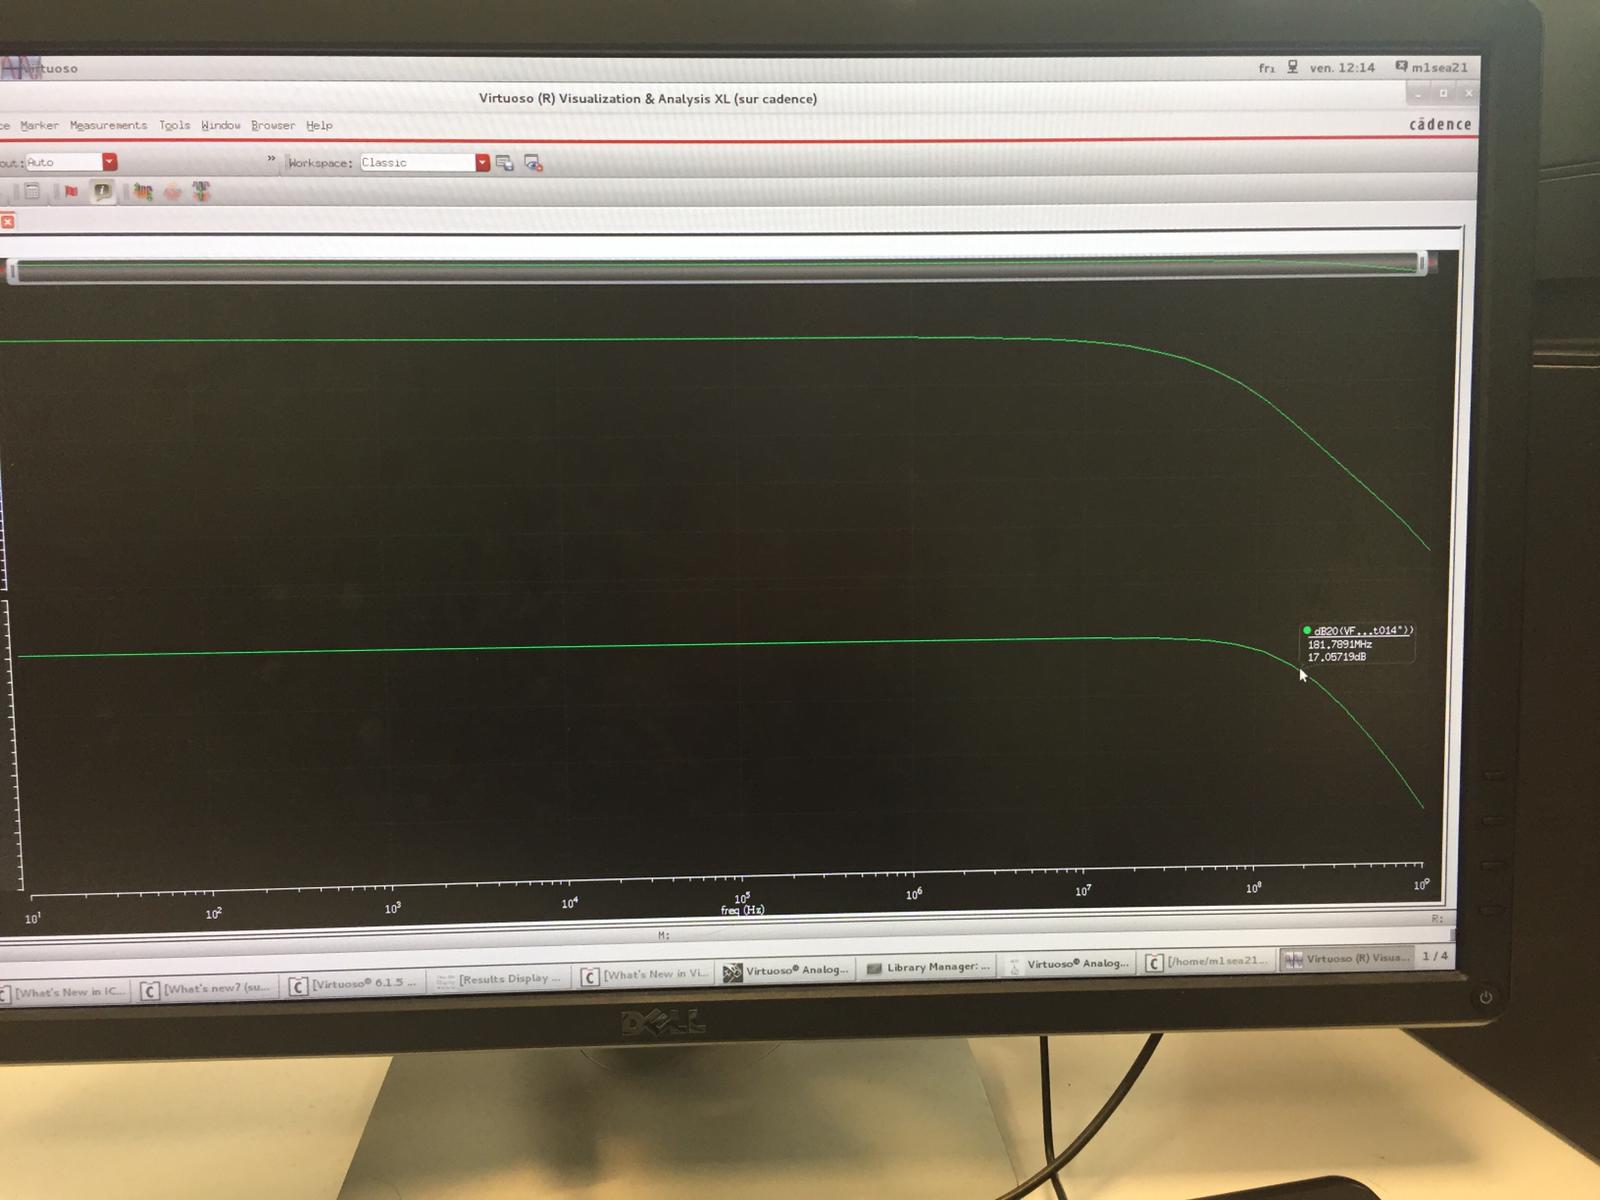 Virtuoso
fr1 ven. 12:14 m1sea21
Virtuoso (R) Visualization & Analysis XL (sur cadence)
ce Marker Measurements Tools Window Browser Help
cādence
out: Auto
» Workspace: Classic
dB20(VF...t014"))
181.7891MHz
17.05719dB
10¹ 10² 10³ 10⁴ 10⁵ 10⁶ 10⁷ 10⁸ 10⁹
freq (Hz)
M:
R:
[What's New in IC... [What's new? (su... [Virtuoso® 6.1.5 ... [Results Display ... [What's New in Vi... Virtuoso® Analog... Library Manager: ... Virtuoso® Analog... [/home/m1sea21... Virtuoso (R) Visua... 1 / 4
DELL